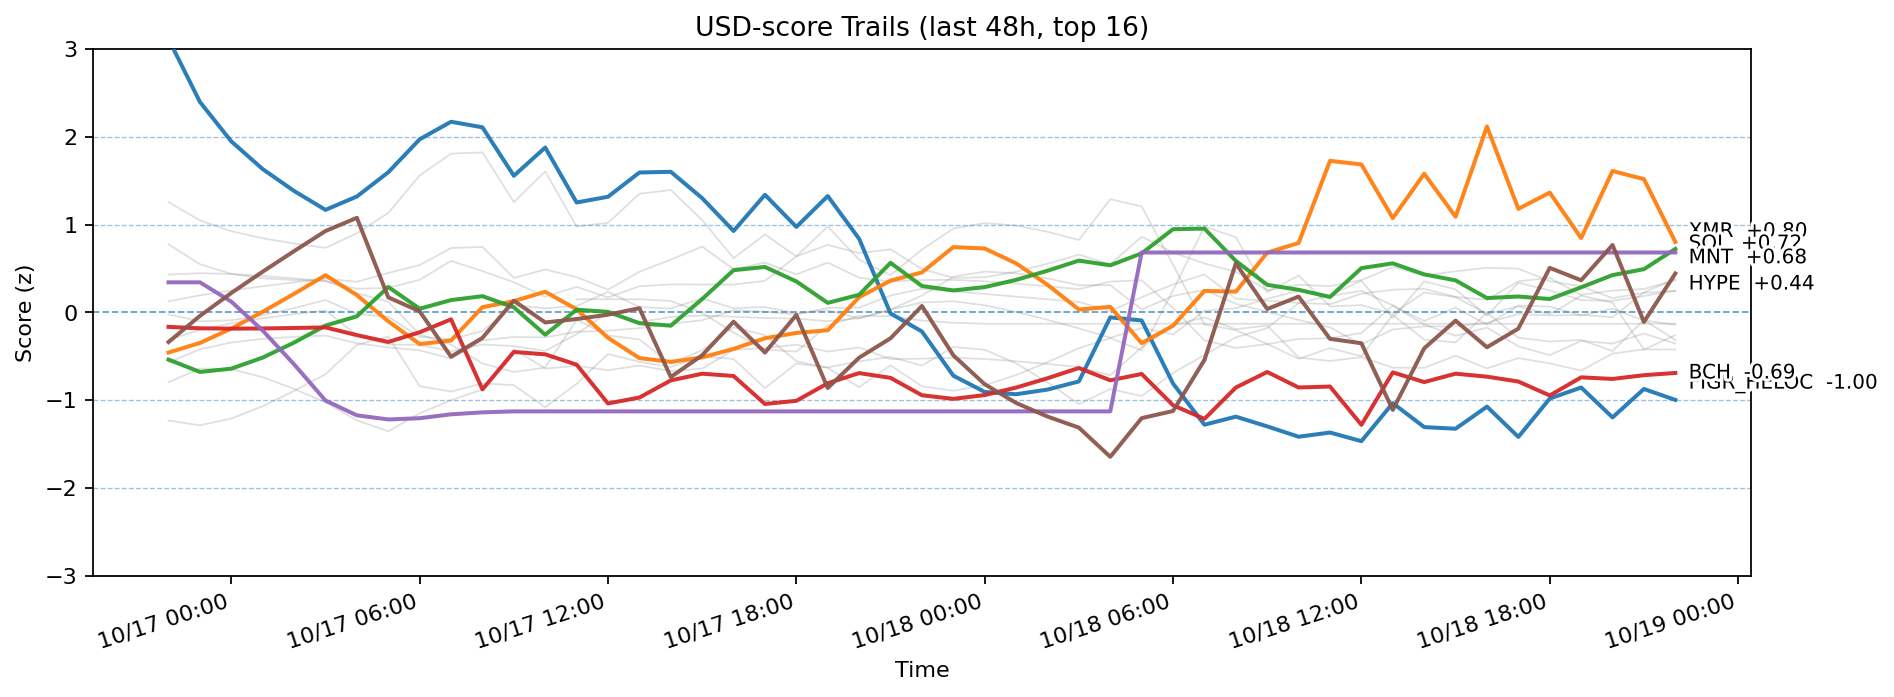 USD-score Trails (last 48h, top 16)
Score (z)
3
2
1
0
−1
−2
−3
XMR +0.80
SOL +0.72
MNT +0.68
HYPE +0.44
BCH -0.69
FIGR_HELOC -1.00
10/17 00:00
10/17 06:00
10/17 12:00
10/17 18:00
10/18 00:00
10/18 06:00
10/18 12:00
10/18 18:00
10/19 00:00
Time